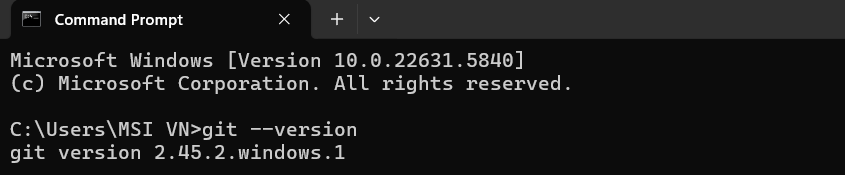 Command Prompt
Microsoft Windows [Version 10.0.22631.5840]
(c) Microsoft Corporation. All rights reserved.
C:\Users\MSI VN>git --version
git version 2.45.2.windows.1